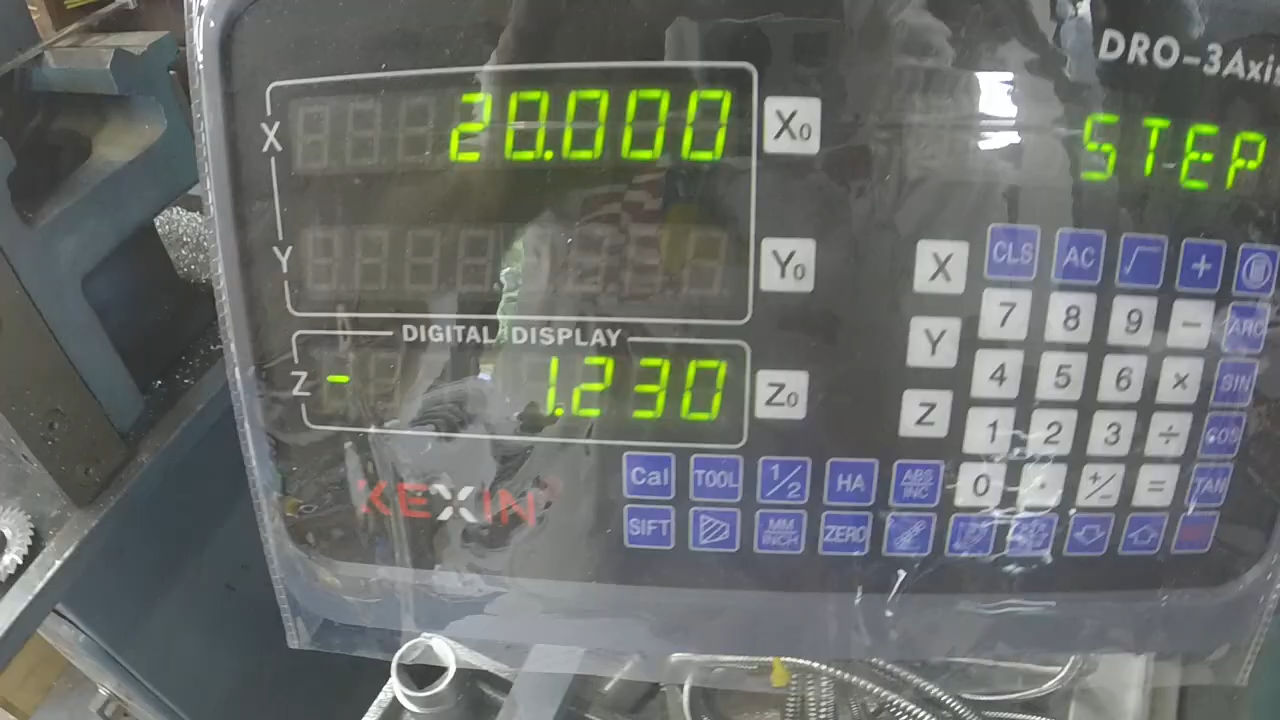 DRO-3Axis
X 20.000 X₀
STEP
Y Y₀
X CLS AC √ +
7 8 9 − ARC
DIGITAL DISPLAY
Y
Z - 1.230 Z₀
4 5 6 × SIN
Z
1 2 3 ÷ COS
KEXIN
Cal TOOL 1/2 HA ABS/INC 0 . +/− = TAN
SIFT MM/INCH ZERO